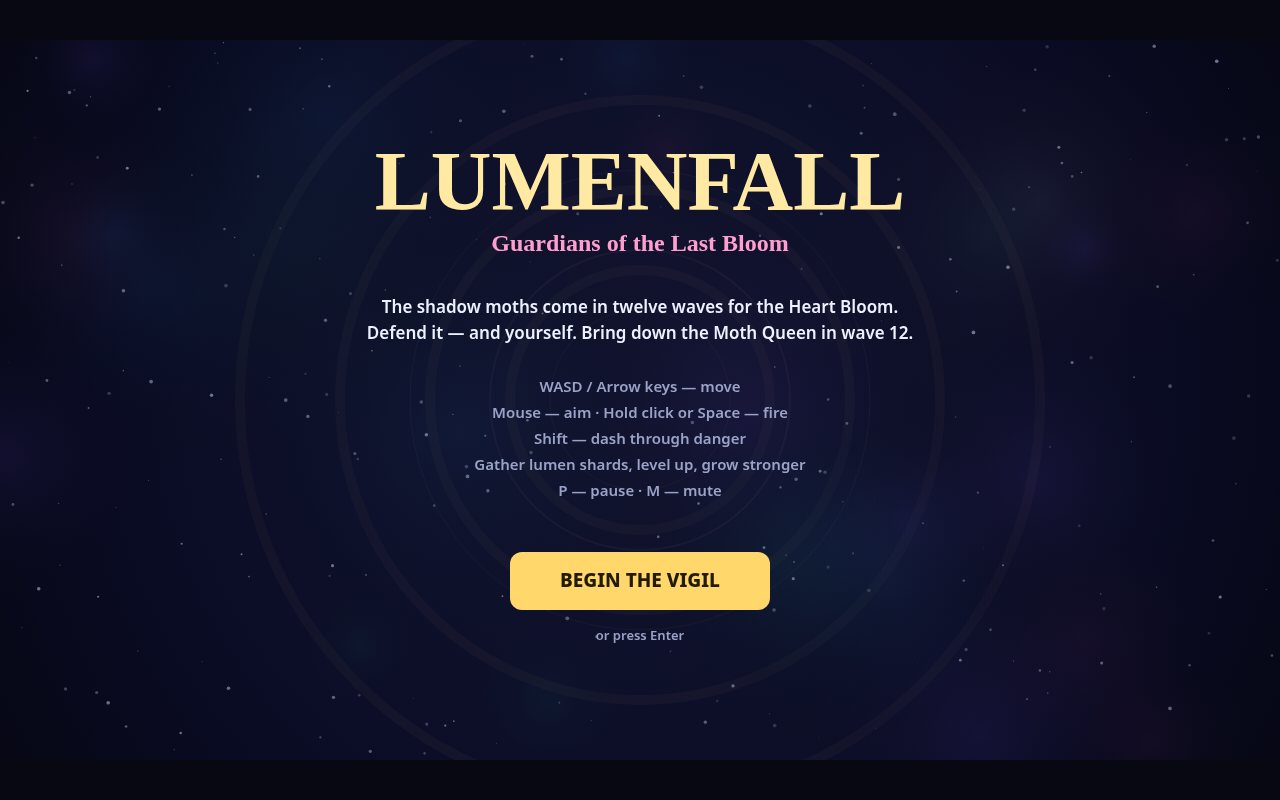 LUMENFALL
Guardians of the Last Bloom
The shadow moths come in twelve waves for the Heart Bloom.
Defend it — and yourself. Bring down the Moth Queen in wave 12.
WASD / Arrow keys — move
Mouse — aim · Hold click or Space — fire
Shift — dash through danger
Gather lumen shards, level up, grow stronger
P — pause · M — mute
BEGIN THE VIGIL
or press Enter